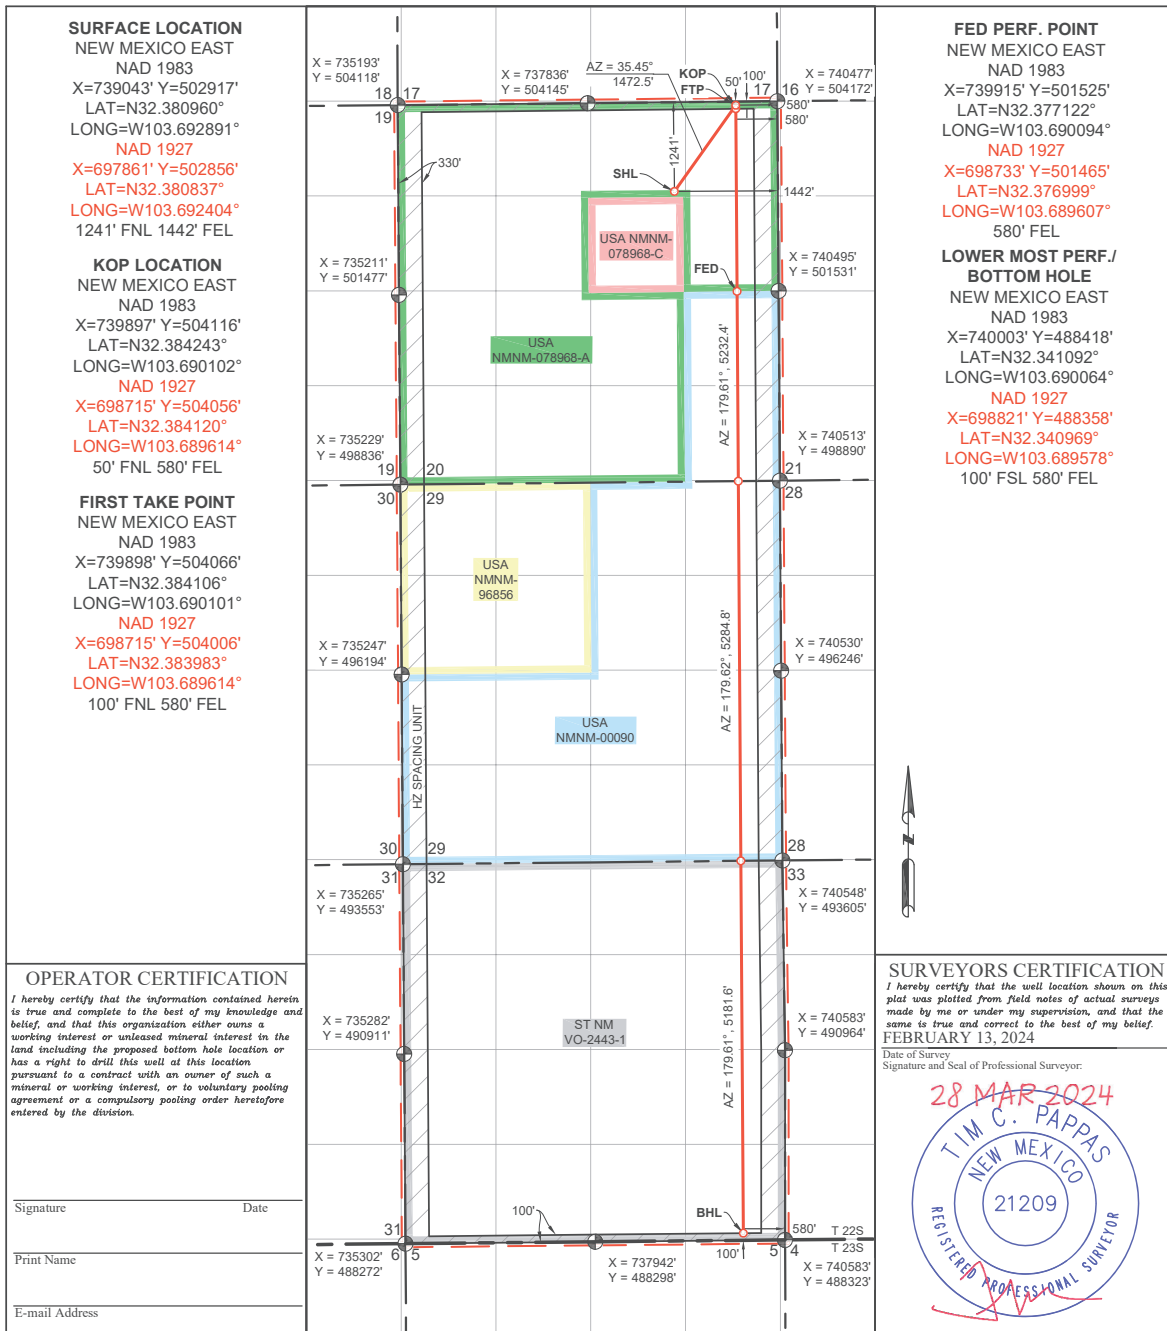 SURFACE LOCATION
NEW MEXICO EAST
NAD 1983
X=739043' Y=502917'
LAT=N32.380960°
LONG=W103.692891°
NAD 1927
X=697861' Y=502856'
LAT=N32.380837°
LONG=W103.692404°
1241' FNL 1442' FEL
KOP LOCATION
NEW MEXICO EAST
NAD 1983
X=739897' Y=504116'
LAT=N32.384243°
LONG=W103.690102°
NAD 1927
X=698715' Y=504056'
LAT=N32.384120°
LONG=W103.689614°
50' FNL 580' FEL
FIRST TAKE POINT
NEW MEXICO EAST
NAD 1983
X=739898' Y=504066'
LAT=N32.384106°
LONG=W103.690101°
NAD 1927
X=698715' Y=504006'
LAT=N32.383983°
LONG=W103.689614°
100' FNL 580' FEL
OPERATOR CERTIFICATION
I hereby certify that the information contained herein
is true and complete to the best of my knowledge and
belief, and that this organization either owns a
working interest or unleased mineral interest in the
land including the proposed bottom hole location or
has a right to drill this well at this location
pursuant to a contract with an owner of such a
mineral or working interest, or to voluntary pooling
agreement or a compulsory pooling order heretofore
entered by the division.
Signature Date
Print Name
E-mail Address
X = 735193'
Y = 504118'
X = 737836'
Y = 504145'
AZ = 35.45°
1472.5'
KOP
FTP
50'
100'
X = 740477'
Y = 504172'
18 17
17 16
19
580'
580'
330'
1241'
SHL
1442'
USA NMNM-
078968-C
X = 735211'
Y = 501477'
FED
X = 740495'
Y = 501531'
USA
NMNM-078968-A
AZ = 179.61°, 5232.4'
X = 735229'
Y = 498836'
X = 740513'
Y = 498890'
19 20
21
30 29
28
USA
NMNM-
96856
X = 735247'
Y = 496194'
AZ = 179.62°, 5284.8'
X = 740530'
Y = 496246'
USA
NMNM-00090
HZ SPACING UNIT
30 29
28
31 32
33
X = 735265'
Y = 493553'
X = 740548'
Y = 493605'
X = 735282'
Y = 490911'
ST NM
VO-2443-1
AZ = 179.61°, 5181.6'
X = 740583'
Y = 490964'
100'
BHL
580'
T 22S
T 23S
31
6 5
100'
5 4
X = 735302'
Y = 488272'
X = 737942'
Y = 488298'
X = 740583'
Y = 488323'
FED PERF. POINT
NEW MEXICO EAST
NAD 1983
X=739915' Y=501525'
LAT=N32.377122°
LONG=W103.690094°
NAD 1927
X=698733' Y=501465'
LAT=N32.376999°
LONG=W103.689607°
580' FEL
LOWER MOST PERF./
BOTTOM HOLE
NEW MEXICO EAST
NAD 1983
X=740003' Y=488418'
LAT=N32.341092°
LONG=W103.690064°
NAD 1927
X=698821' Y=488358'
LAT=N32.340969°
LONG=W103.689578°
100' FSL 580' FEL
N
SURVEYORS CERTIFICATION
I hereby certify that the well location shown on this
plat was plotted from field notes of actual surveys
made by me or under my supervision, and that the
same is true and correct to the best of my belief.
FEBRUARY 13, 2024
Date of Survey
Signature and Seal of Professional Surveyor:
28 MAR 2024
TIM C. PAPPAS
NEW MEXICO
21209
REGISTERED PROFESSIONAL SURVEYOR